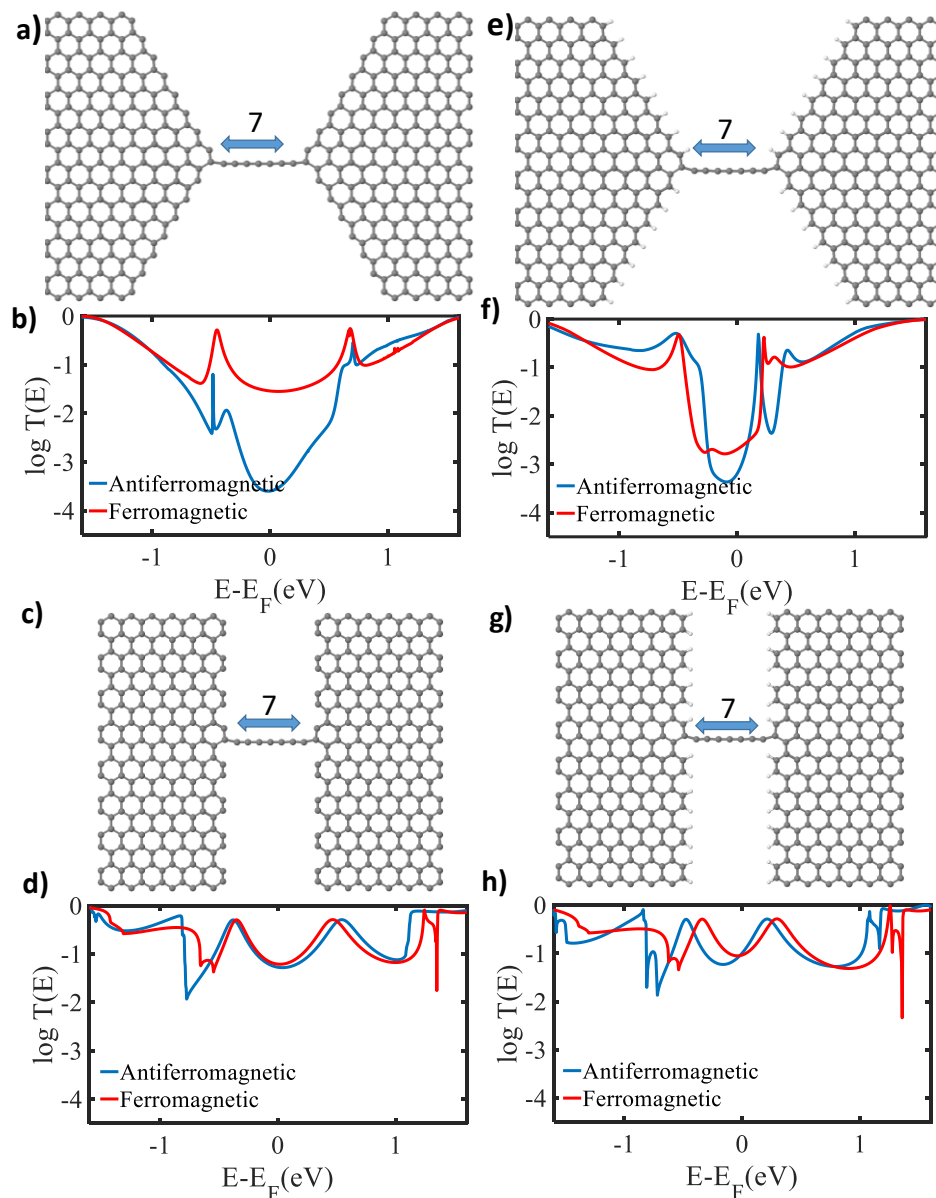 a)
7
b)
0
-1
-2
-3
-4
log T(E)
Antiferromagnetic
Ferromagnetic
-1 0 1
E-E_F(eV)
c)
7
d)
0
-1
-2
-3
-4
log T(E)
Antiferromagnetic
Ferromagnetic
-1 0 1
E-E_F(eV)
e)
7
f)
0
-1
-2
-3
-4
log T(E)
Antiferromagnetic
Ferromagnetic
-1 0 1
E-E_F(eV)
g)
7
h)
0
-1
-2
-3
-4
log T(E)
Antiferromagnetic
Ferromagnetic
-1 0 1
E-E_F(eV)